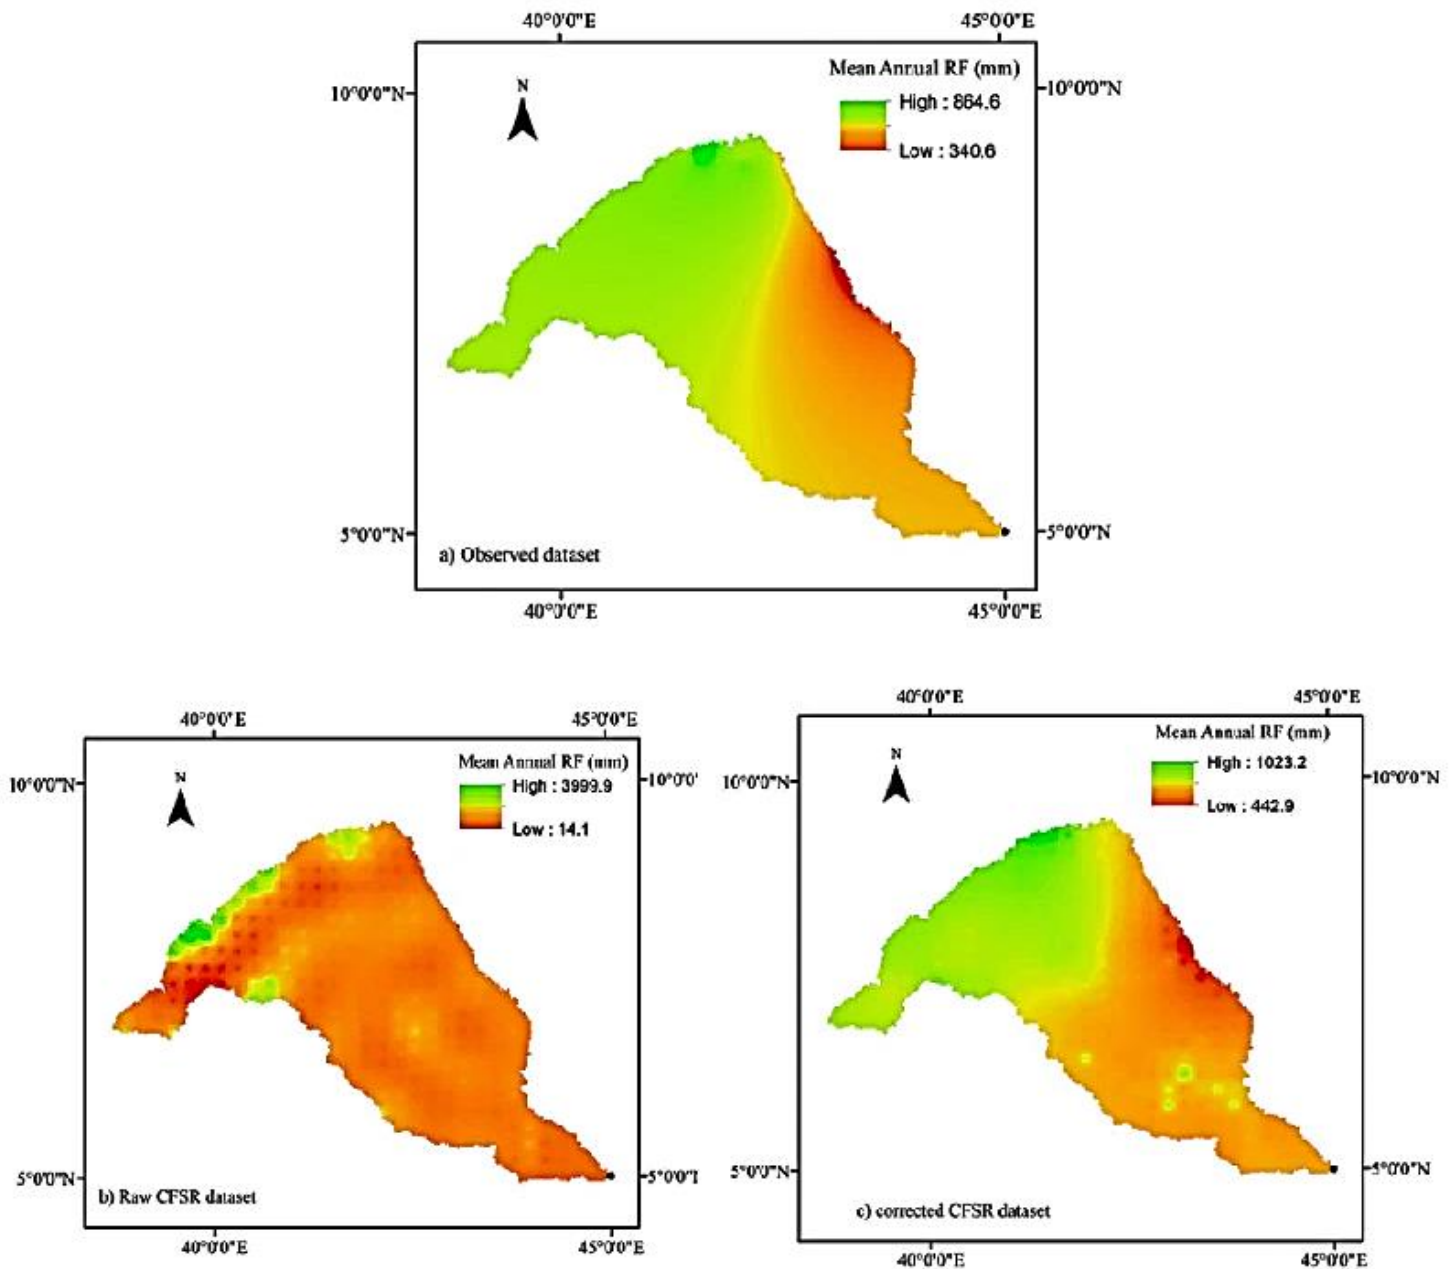 40°0'0"E 45°0'0"E
Mean Annual RF (mm)
N
High : 864.6
10°0'0"N 10°0'0"N
Low : 340.6
5°0'0"N 5°0'0"N
a) Observed dataset
40°0'0"E 45°0'0"E
40°0'0"E 45°0'0"E
Mean Annual RF (mm)
N
High : 3999.9
10°0'0"N 10°0'0'
Low : 14.1
5°0'0"N 5°0'0"
b) Raw CFSR dataset
40°0'0"E 45°0'0"E
40°0'0"E 45°0'0"E
Mean Annual RF (mm)
N
High : 1023.2
10°0'0"N 10°0'0"N
Low : 442.9
5°0'0"N 5°0'0"N
c) corrected CFSR dataset
40°0'0"E 45°0'0"E